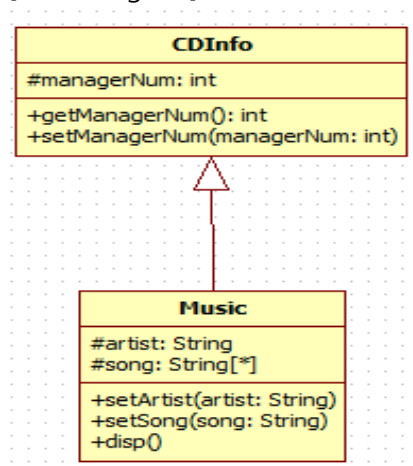 CDInfo
#managerNum: int
+getManagerNum(): int
+setManagerNum(managerNum: int)
Music
#artist: String
#song: String[*]
+setArtist(artist: String)
+setSong(song: String)
+disp()